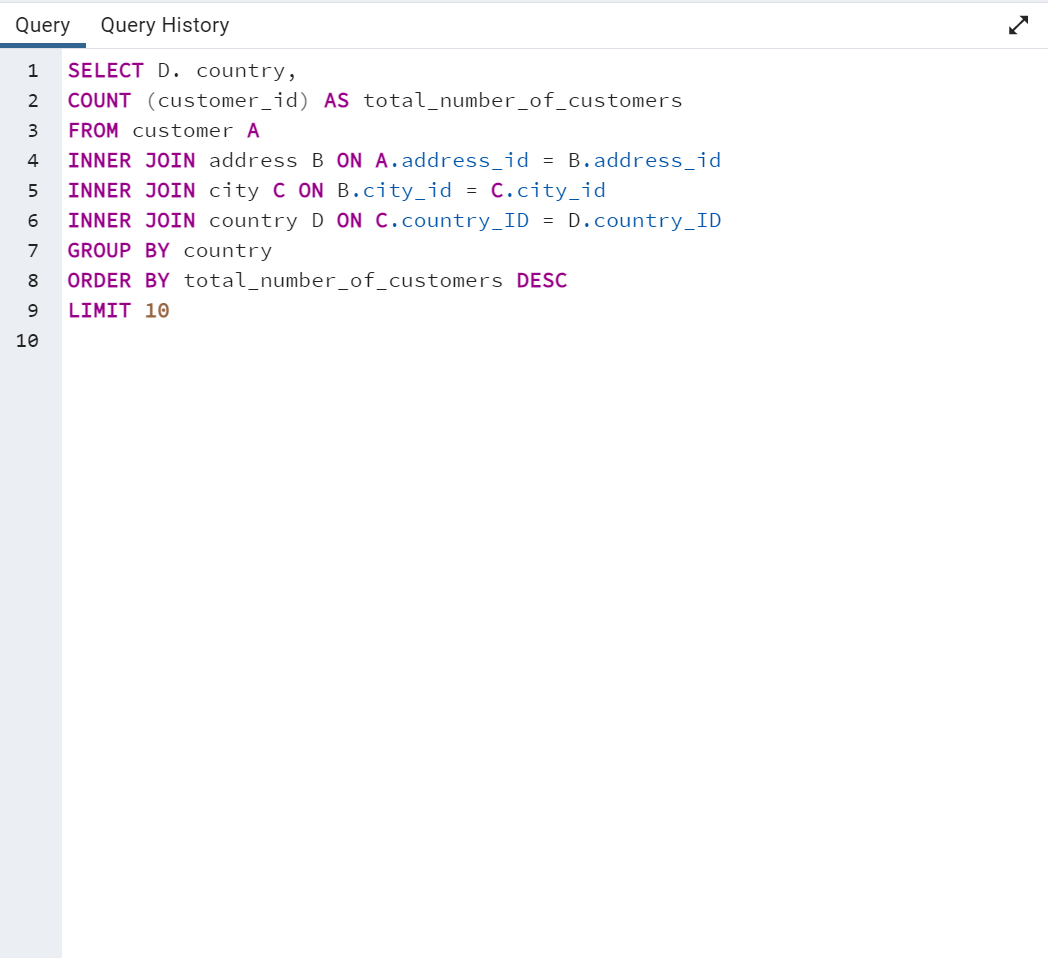 Query Query History
1 SELECT D. country,
2 COUNT (customer_id) AS total_number_of_customers
3 FROM customer A
4 INNER JOIN address B ON A.address_id = B.address_id
5 INNER JOIN city C ON B.city_id = C.city_id
6 INNER JOIN country D ON C.country_ID = D.country_ID
7 GROUP BY country
8 ORDER BY total_number_of_customers DESC
9 LIMIT 10
10